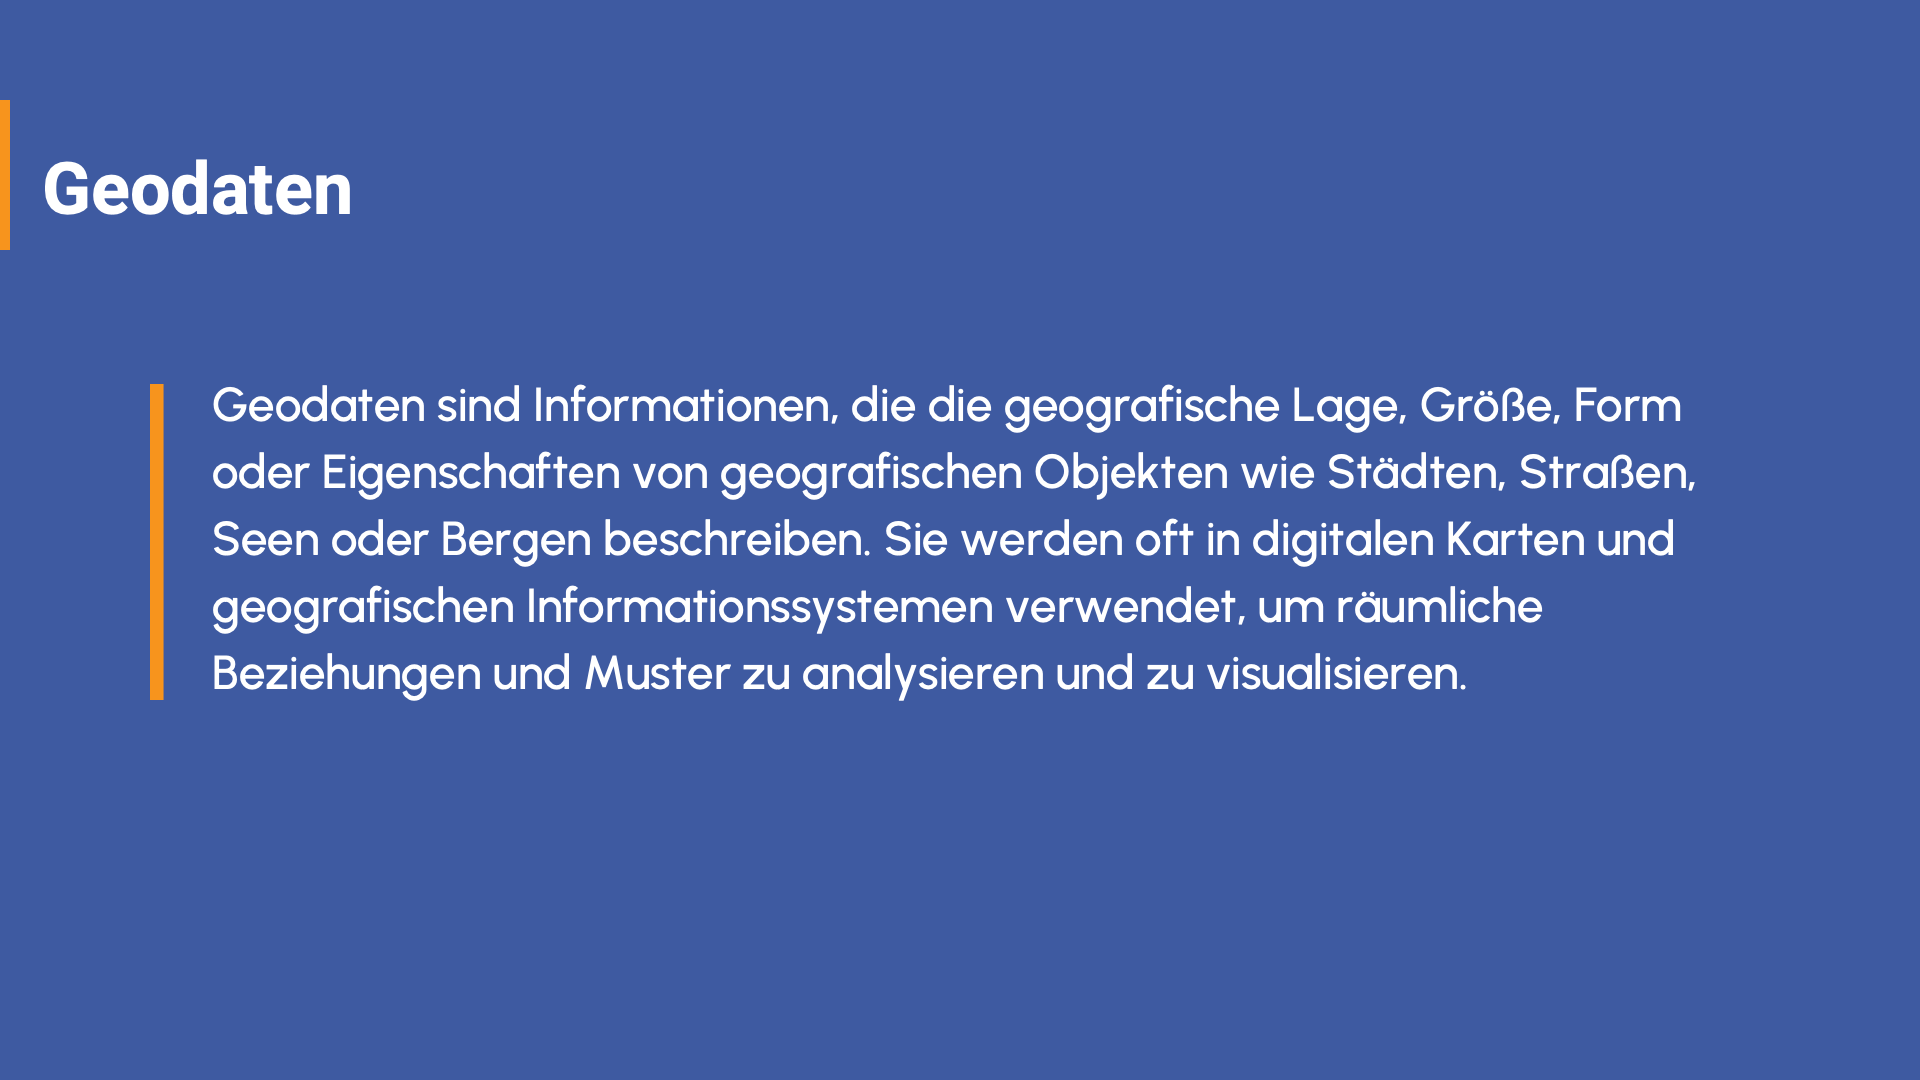 Geodaten
Geodaten sind Informationen, die die geografische Lage, Größe, Form
oder Eigenschaften von geografischen Objekten wie Städten, Straßen,
Seen oder Bergen beschreiben. Sie werden oft in digitalen Karten und
geografischen Informationssystemen verwendet, um räumliche
Beziehungen und Muster zu analysieren und zu visualisieren.